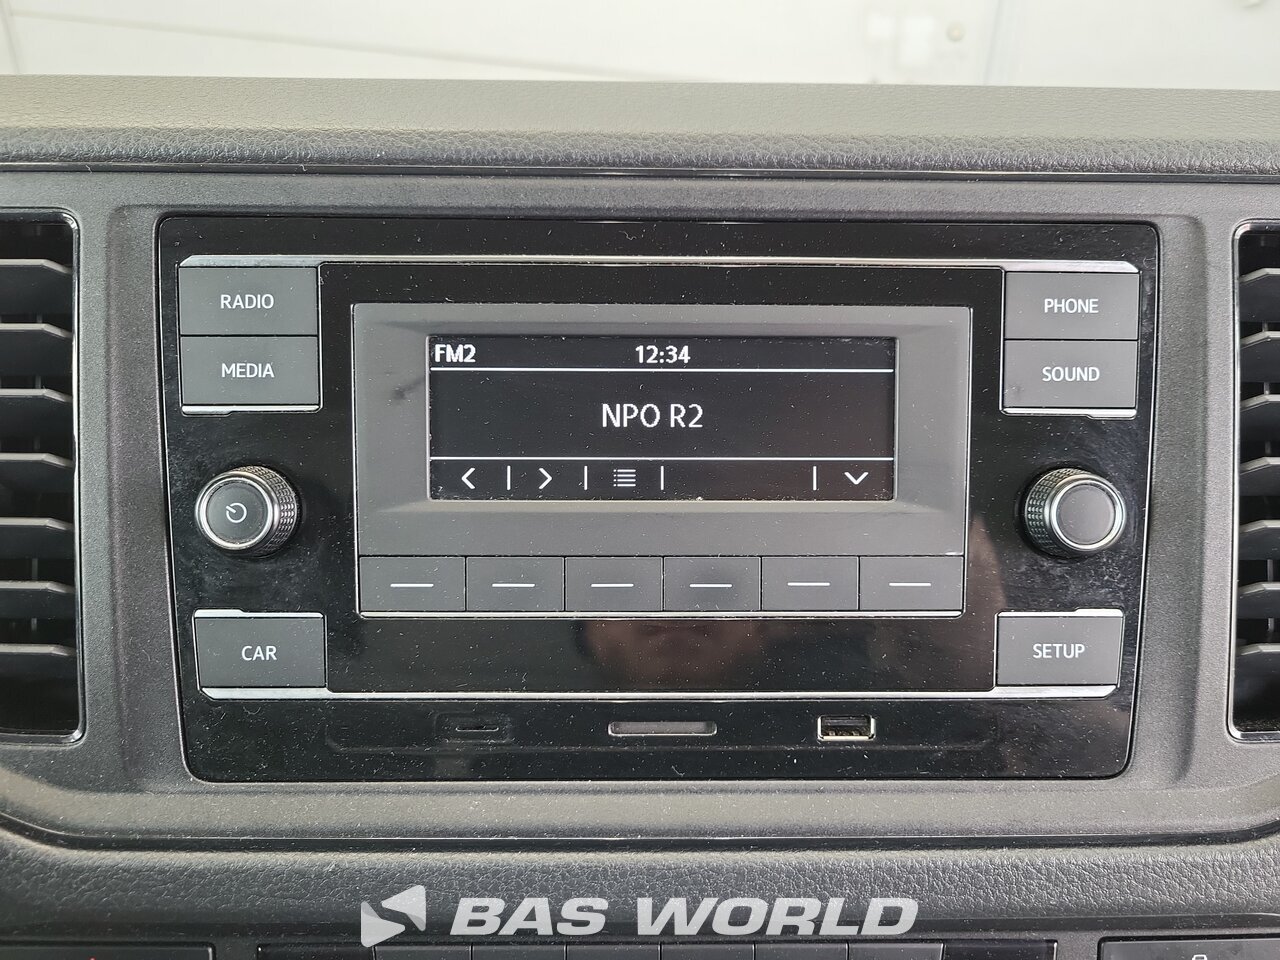 RADIO
MEDIA
PHONE
SOUND
FM2 12:34
NPO R2
CAR
SETUP
BAS WORLD